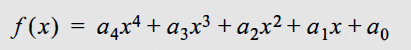 f(x) = a₄x⁴ + a₃x³ + a₂x² + a₁x + a₀